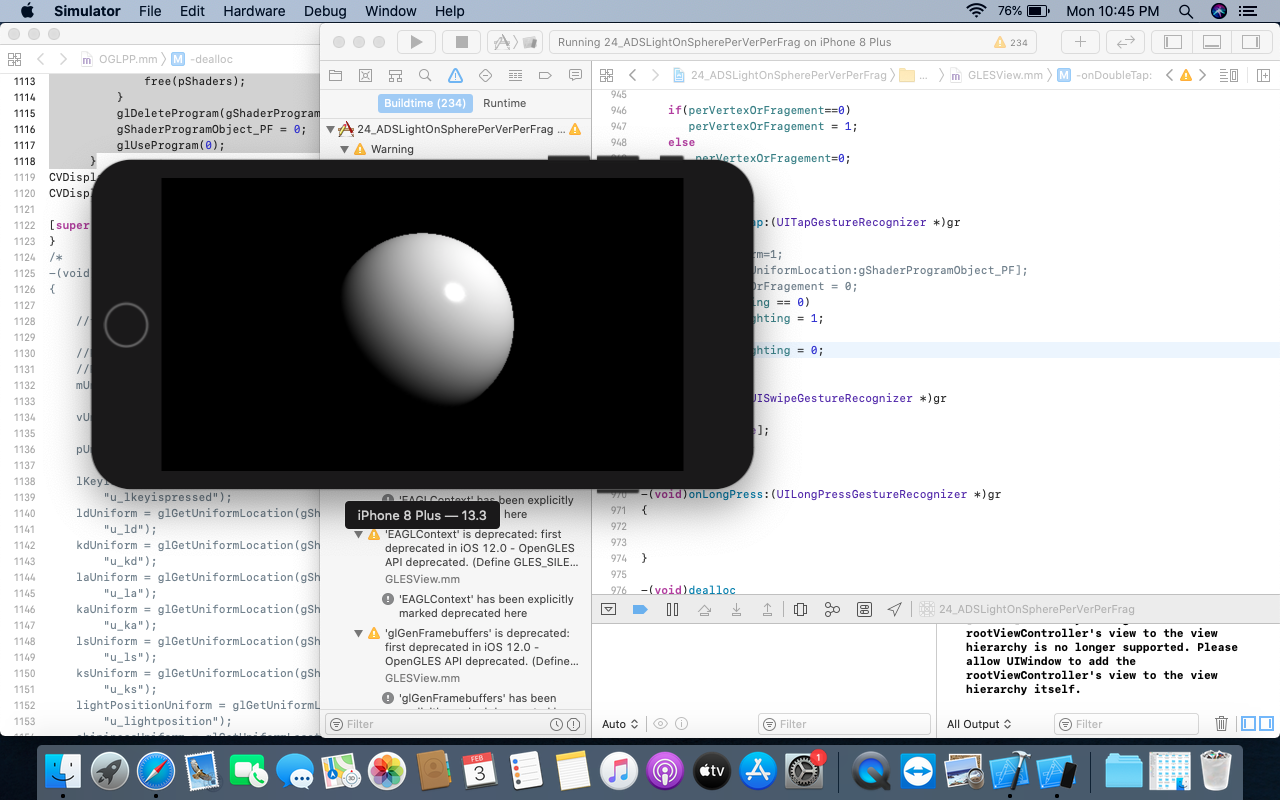 Simulator File Edit Hardware Debug Window Help 76% Mon 10:45 PM
OGLPP.mm M -dealloc
1113 free(pShaders);
1114 }
1115 glDeleteProgram(gShaderProgram
1116 gShaderProgramObject_PF = 0;
1117 glUseProgram(0);
1118 }
1119 CVDispl
1120 CVDispl
1121
1122 [super
1123 }
1124 /*
1125 -(void
1126 {
1127
1128
1129
1130
1131
1132 mUn
1133
1134 vUn
1135
1136 pUn
1137
1138 lKeyI
1139 "u_lkeyispressed");
1140 ldUniform = glGetUniformLocation(gSh
1141 "u_ld");
1142 kdUniform = glGetUniformLocation(gSh
1143 "u_kd");
1144 laUniform = glGetUniformLocation(gSh
1145 "u_la");
1146 kaUniform = glGetUniformLocation(gSh
1147 "u_ka");
1148 lsUniform = glGetUniformLocation(gSh
1149 "u_ls");
1150 ksUniform = glGetUniformLocation(gSh
1151 "u_ks");
1152 lightPositionUniform = glGetUniformL
1153 "u_lightposition");
Running 24_ADSLightOnSpherePerVerPerFrag on iPhone 8 Plus 234
Buildtime (234) Runtime
24_ADSLightOnSpherePerVerPerFrag ...
Warning
iPhone 8 Plus — 13.3
'EAGLContext' has been explicitly
here
'EAGLContext' is deprecated: first
deprecated in iOS 12.0 - OpenGLES
API deprecated. (Define GLES_SILE...
GLESView.mm
'EAGLContext' has been explicitly
marked deprecated here
'glGenFramebuffers' is deprecated:
first deprecated in iOS 12.0 -
OpenGLES API deprecated. (Define...
GLESView.mm
'glGenFramebuffers' has been
Filter
24_ADSLightOnSpherePerVerPerFrag ... GLESView.mm M -onDoubleTap:
945
946 if(perVertexOrFragement==0)
947 perVertexOrFragement = 1;
948 else
perVertexOrFragement=0;
ap:(UITapGestureRecognizer *)gr
rm=1;
UniformLocation:gShaderProgramObject_PF];
OrFragement = 0;
ing == 0)
ghting = 1;
ghting = 0;
UISwipeGestureRecognizer *)gr
e];
970 -(void)onLongPress:(UILongPressGestureRecognizer *)gr
971 {
972
973
974 }
975
976 -(void)dealloc
24_ADSLightOnSpherePerVerPerFrag
rootViewController's view to the view
hierarchy is no longer supported. Please
allow UIWindow to add the
rootViewController's view to the view
hierarchy itself.
Auto Filter All Output Filter
FEB
3
tv
1